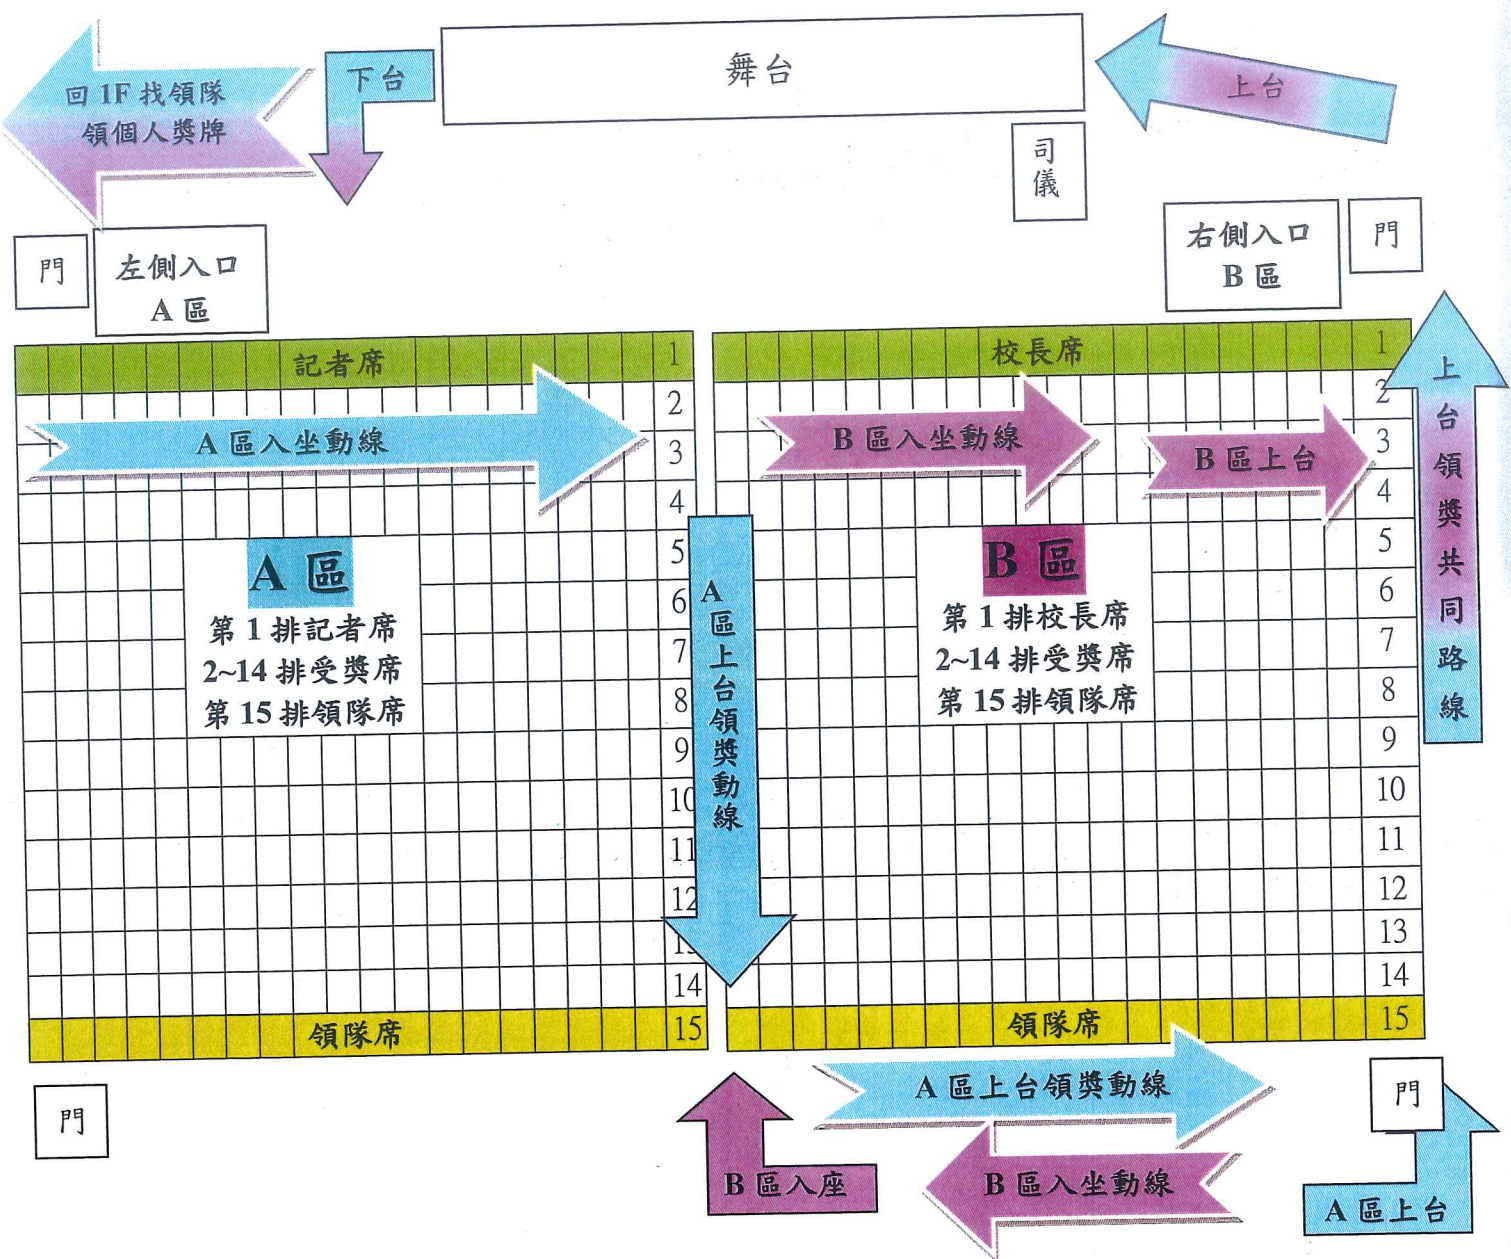 舞台
下台
上台
回 1F 找領隊
領個人獎牌
司儀
門
左側入口
A 區
右側入口
B 區
門
記者席 1
2
3
4
5
6
7
8
9
10
11
12
13
14
領隊席 15
A 區入坐動線
A 區
第 1 排記者席
2~14 排受獎席
第 15 排領隊席
A區上台領獎動線
校長席 1
2
3
4
5
6
7
8
9
10
11
12
13
14
領隊席 15
B 區入坐動線
B 區上台
B 區
第 1 排校長席
2~14 排受獎席
第 15 排領隊席
上台領獎共同路線
門
A 區上台領獎動線
門
B 區入座
B 區入坐動線
A 區上台